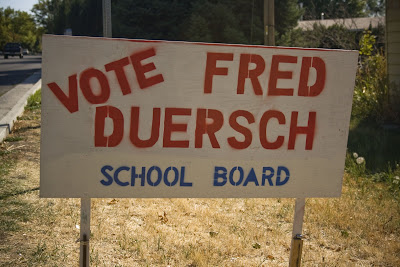 VOTE FRED
DUERSCH
SCHOOL BOARD